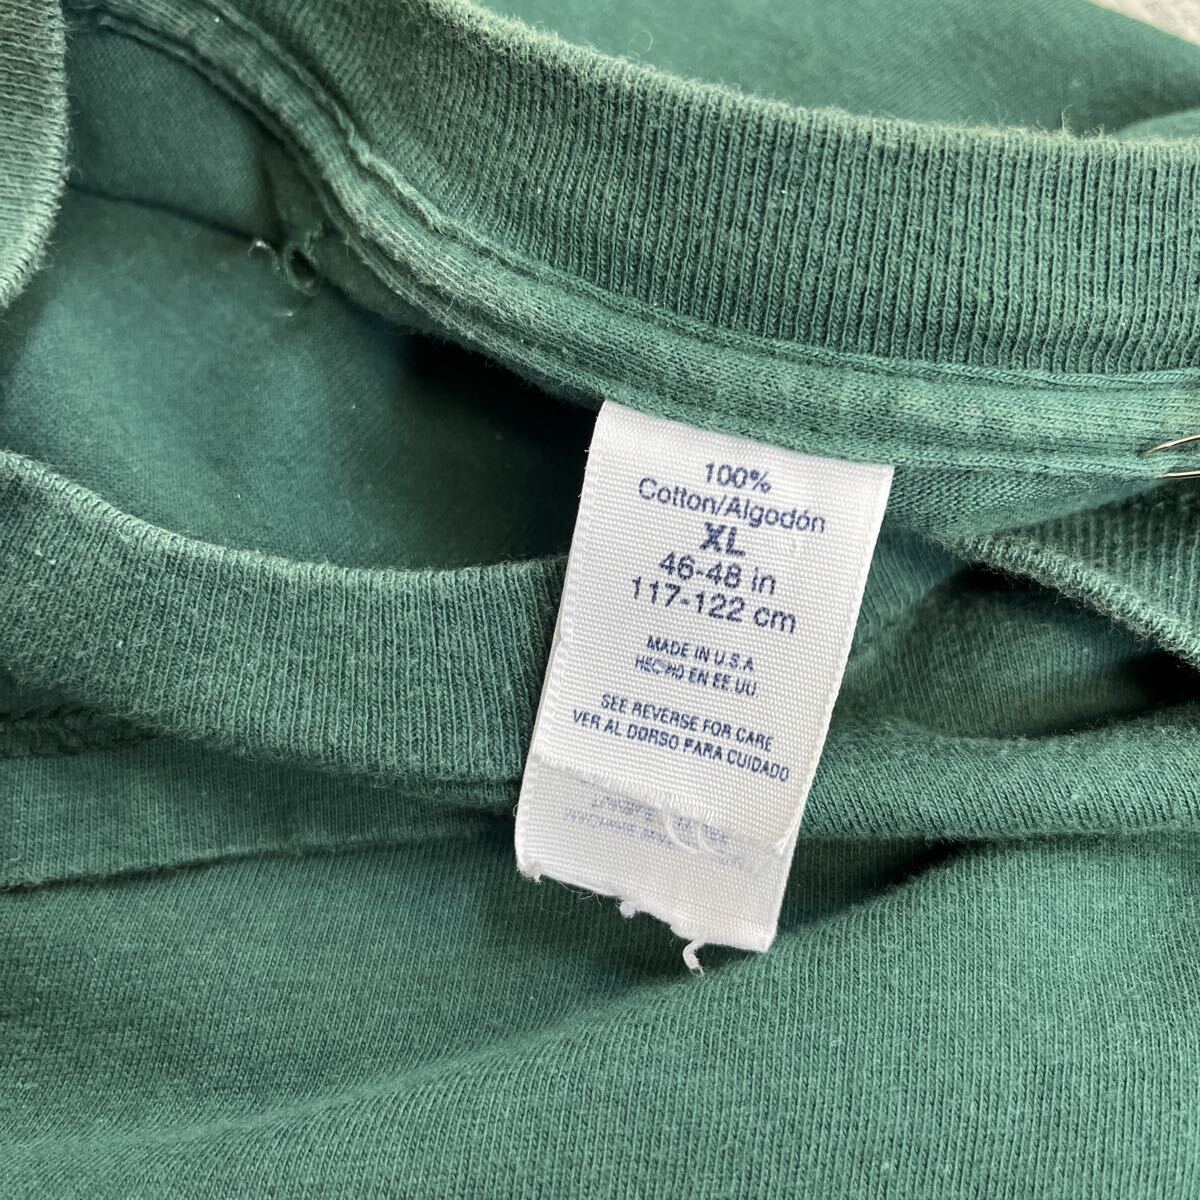 100%
Cotton/Algodón
XL
46-48 in
117-122 cm
MADE IN U.S.A
HECHO EN EE.UU.
SEE REVERSE FOR CARE
VER AL DORSO PARA CUIDADO